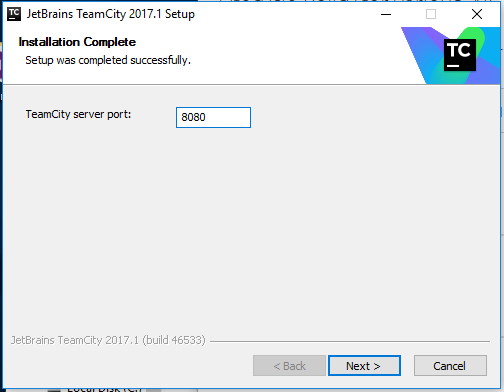 JetBrains TeamCity 2017.1 Setup
Installation Complete
Setup was completed successfully.
TC
TeamCity server port:
8080
JetBrains TeamCity 2017.1 (build 46533)
< Back
Next >
Cancel
Local Disk (C:)